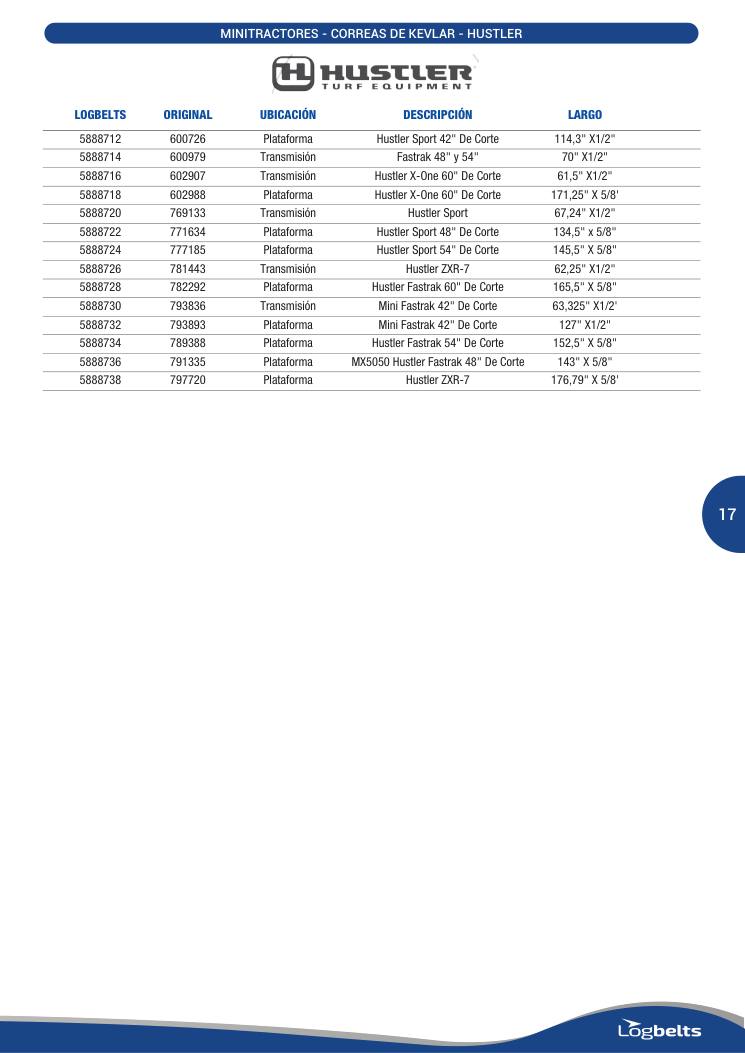 MINITRACTORES - CORREAS DE KEVLAR - HUSTLER
H HUSTLER
TURF EQUIPMENT
LOGBELTS ORIGINAL UBICACIÓN DESCRIPCIÓN LARGO
5888712 600726 Plataforma Hustler Sport 42" De Corte 114,3" X1/2"
5888714 600979 Transmisión Fastrak 48" y 54" 70" X1/2"
5888716 602907 Transmisión Hustler X-One 60" De Corte 61,5" X1/2"
5888718 602988 Plataforma Hustler X-One 60" De Corte 171,25" X 5/8'
5888720 769133 Transmisión Hustler Sport 67,24" X1/2"
5888722 771634 Plataforma Hustler Sport 48" De Corte 134,5" x 5/8"
5888724 777185 Plataforma Hustler Sport 54" De Corte 145,5" X 5/8"
5888726 781443 Transmisión Hustler ZXR-7 62,25" X1/2"
5888728 782292 Plataforma Hustler Fastrak 60" De Corte 165,5" X 5/8"
5888730 793836 Transmisión Mini Fastrak 42" De Corte 63,325" X1/2'
5888732 793893 Plataforma Mini Fastrak 42" De Corte 127" X1/2"
5888734 789388 Plataforma Hustler Fastrak 54" De Corte 152,5" X 5/8"
5888736 791335 Plataforma MX5050 Hustler Fastrak 48" De Corte 143" X 5/8"
5888738 797720 Plataforma Hustler ZXR-7 176,79" X 5/8'
17
Logbelts